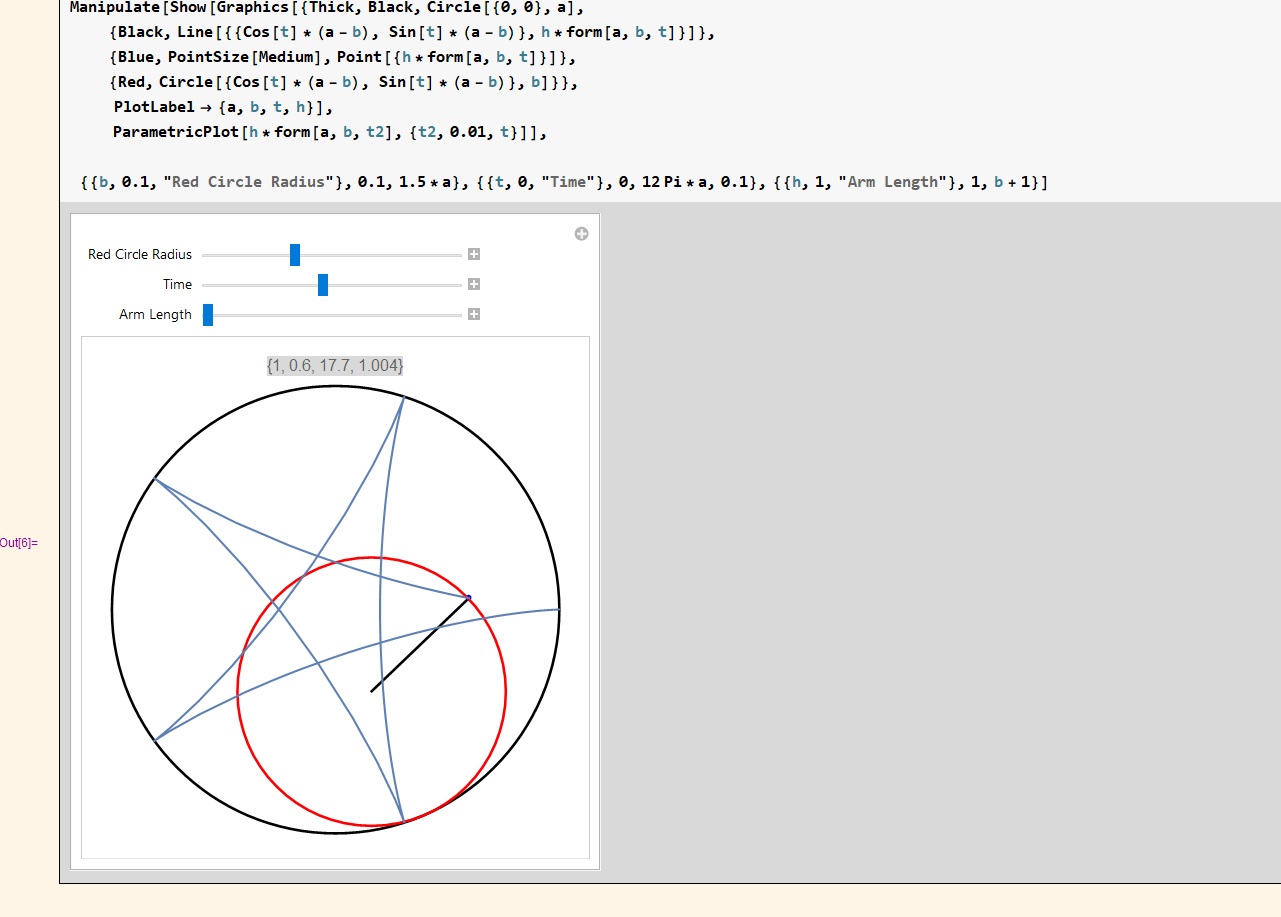 Manipulate[Show[Graphics[{{Thick, Black, Circle[{0, 0}, a],
{Black, Line[{{Cos[t] * (a - b), Sin[t] * (a - b)}, h * form[a, b, t]}]},
{Blue, PointSize[Medium], Point[{h * form[a, b, t]}]},
{Red, Circle[{Cos[t] * (a - b), Sin[t] * (a - b)}, b]}},
PlotLabel → {a, b, t, h}],
ParametricPlot[h * form[a, b, t2], {t2, 0.01, t}]],
{{b, 0.1, "Red Circle Radius"}, 0.1, 1.5 * a}, {{t, 0, "Time"}, 0, 12 Pi * a, 0.1}, {{h, 1, "Arm Length"}, 1, b + 1}]
Red Circle Radius
Time
Arm Length
{1, 0.6, 17.7, 1.004}
Out[6]=